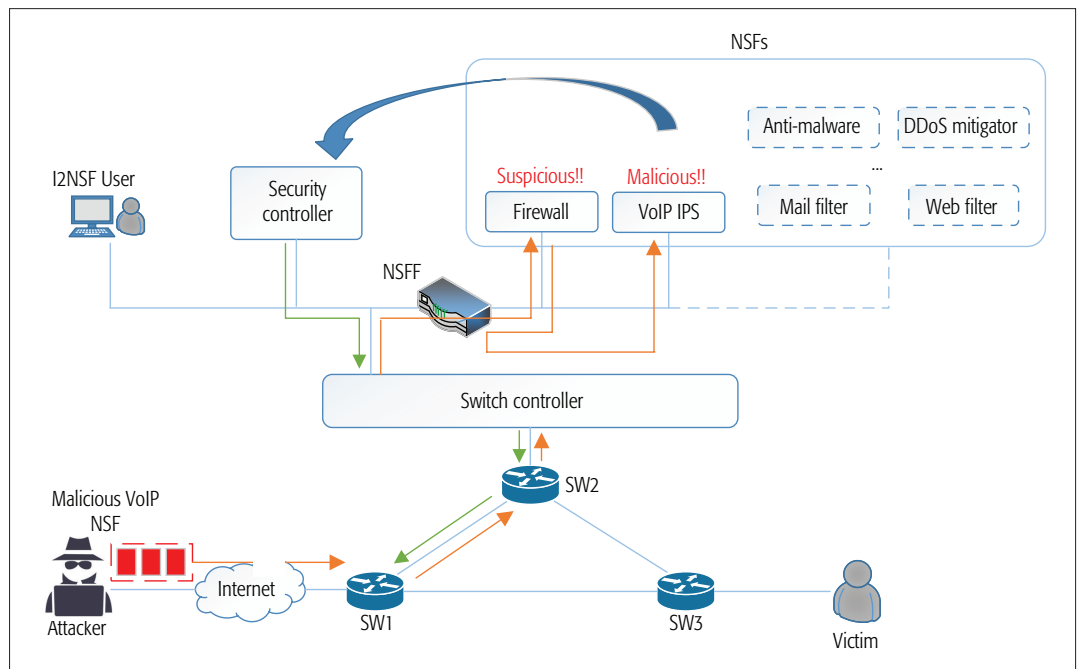 NSFs
Anti-malware
DDoS mitigator
...
I2NSF User
Security
controller
Suspicious!!
Malicious!!
Firewall
VoIP IPS
Mail filter
Web filter
NSFF
Switch controller
SW2
Malicious VoIP
NSF
Internet
SW1
SW3
Attacker
Victim